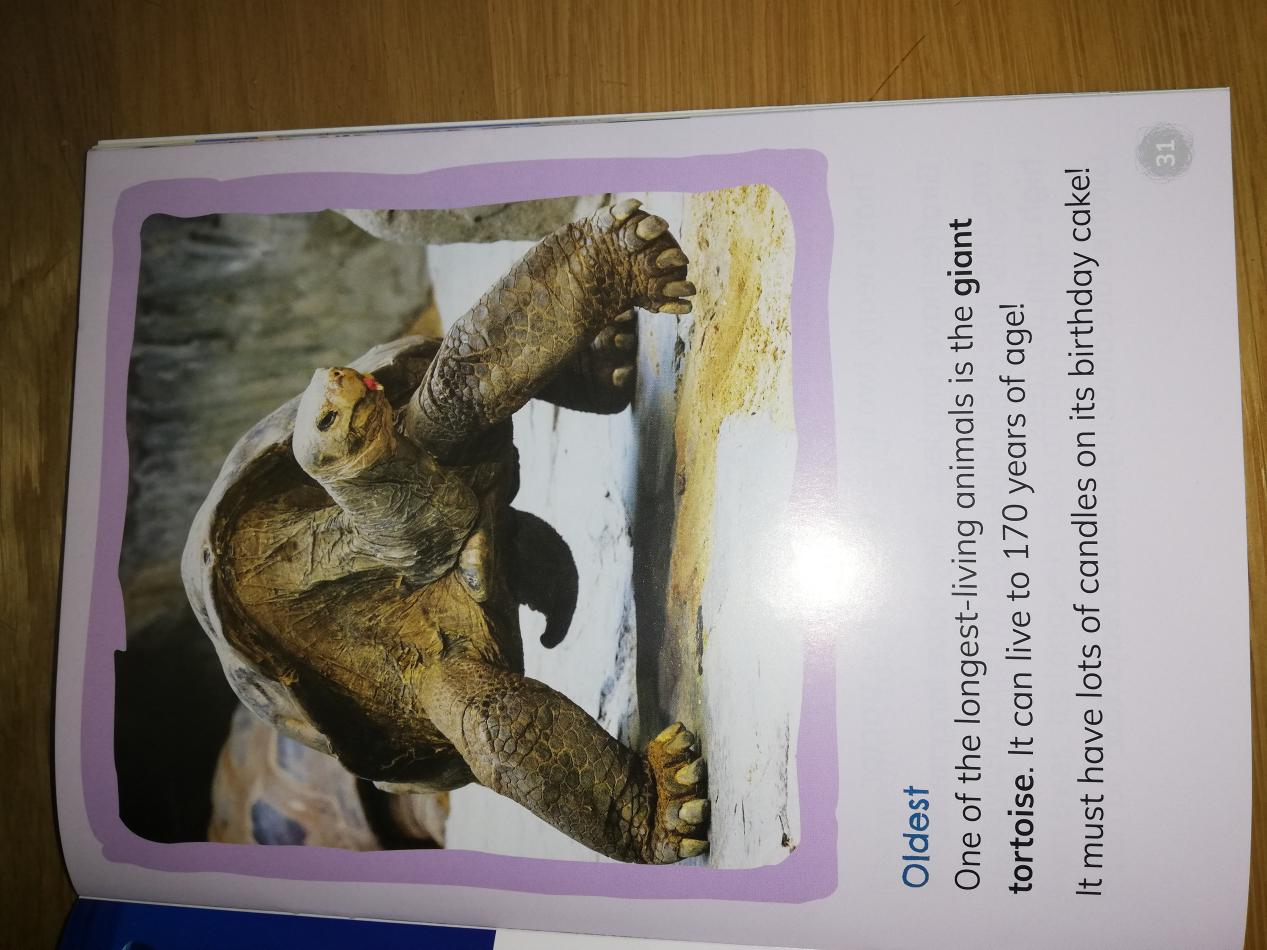 Oldest
One of the longest-living animals is the giant
tortoise. It can live to 170 years of age!
It must have lots of candles on its birthday cake!
31